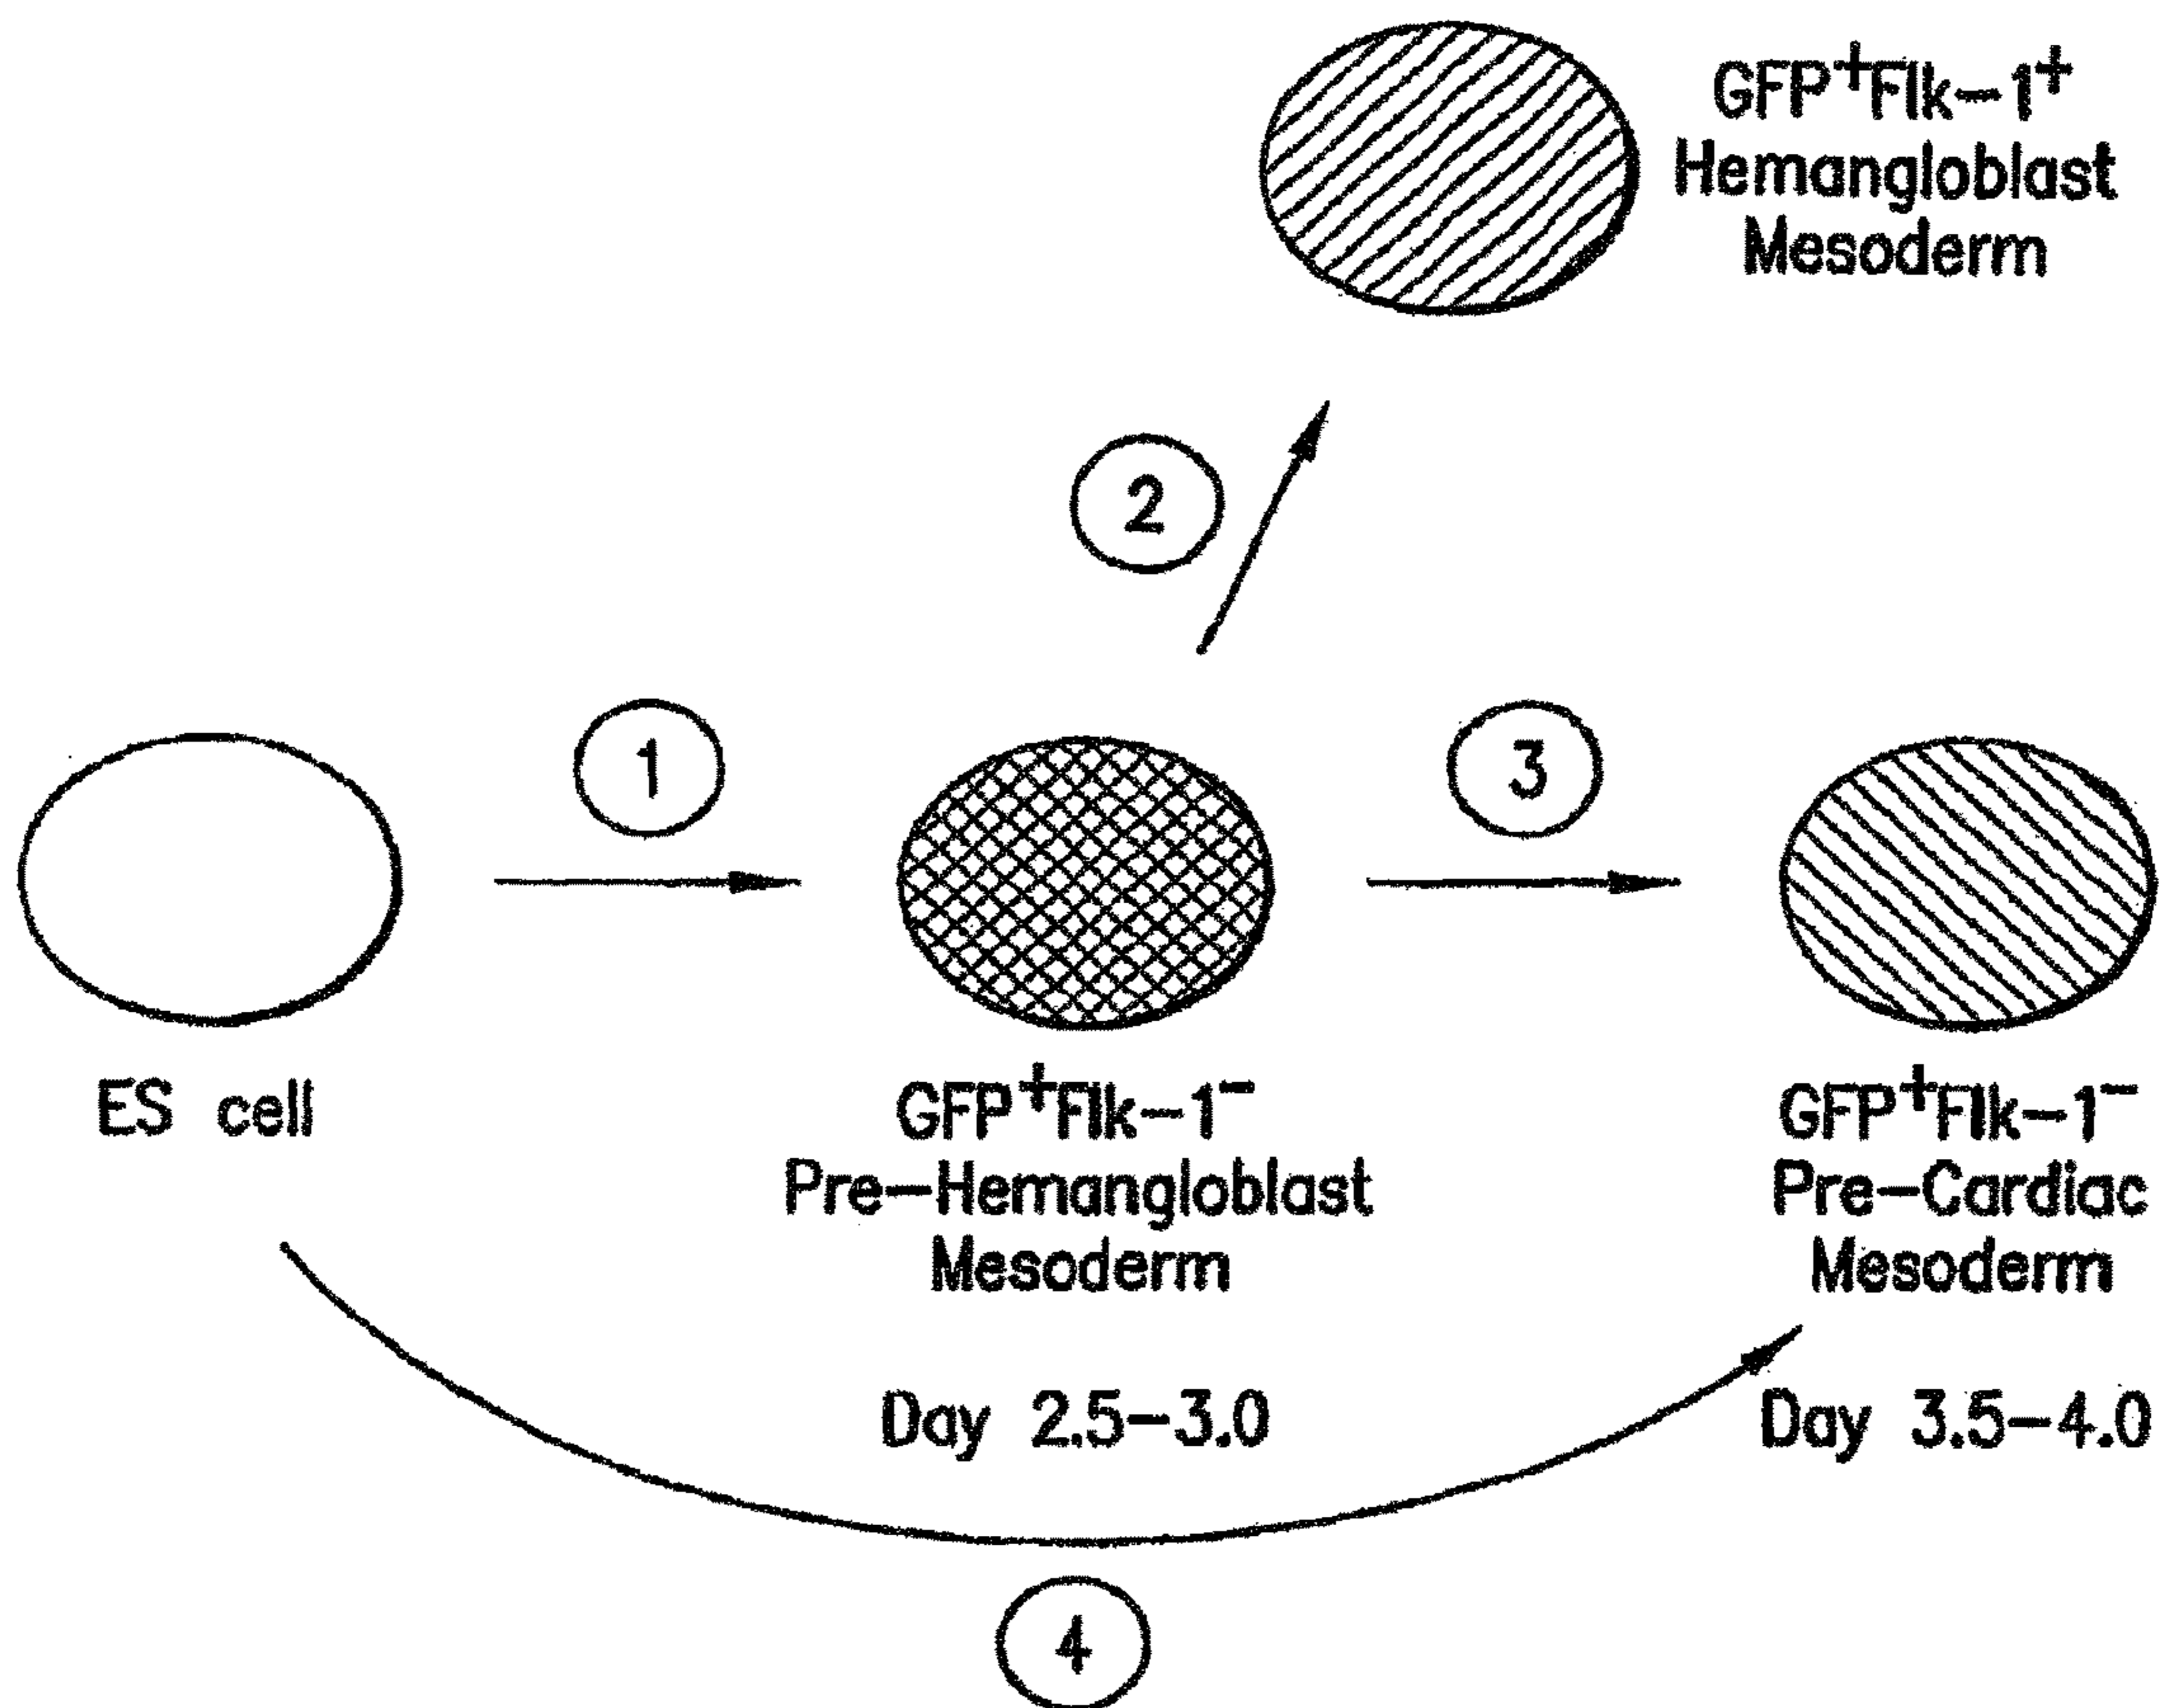 GFP⁺Flk-1⁺
Hemangloblast
Mesoderm
2
1
3
ES cell
GFP⁺Flk-1⁻
Pre-Hemangloblast
Mesoderm
Day 2.5-3.0
GFP⁺Flk-1⁻
Pre-Cardiac
Mesoderm
Day 3.5-4.0
4